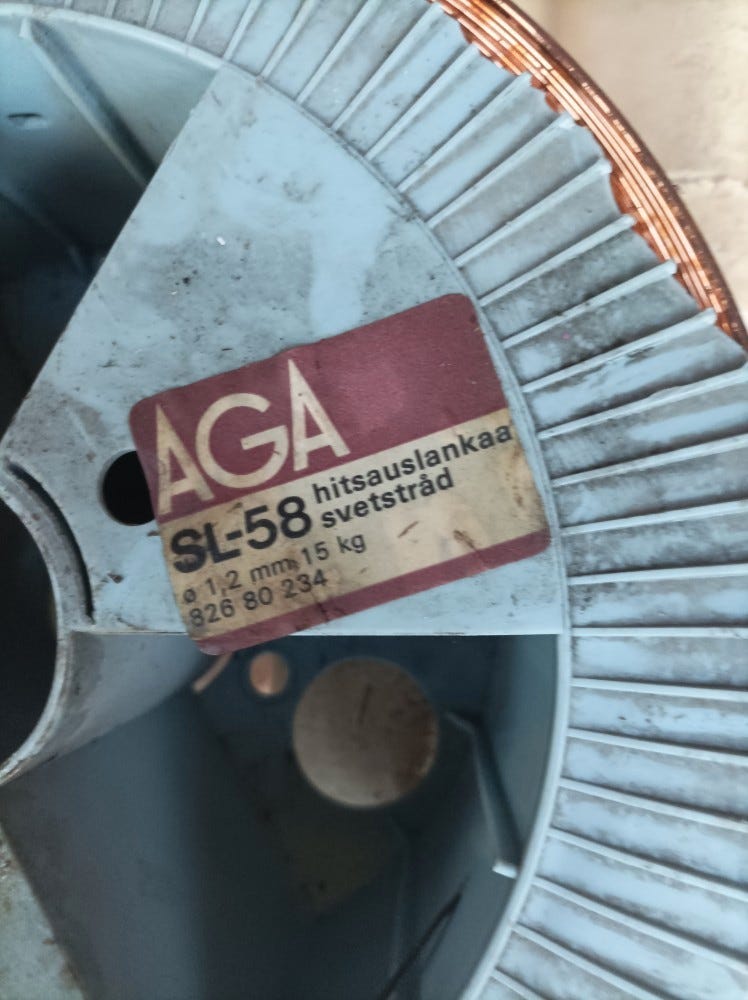 AGA
SL-58 hitsauslankaa
svetstråd
ø 1,2 mm 15 kg
826 80 234